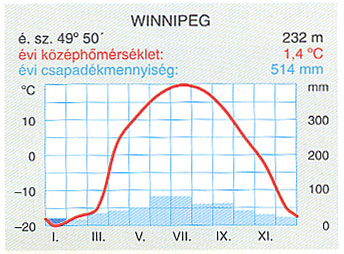 WINNIPEG
é. sz. 49° 50´ 232 m
évi középhőmérséklet: 1,4 ºC
évi csapadékmennyiség: 514 mm
°C mm
10 300
0 200
−10 100
−20 0
I. III. V. VII. IX. XI.